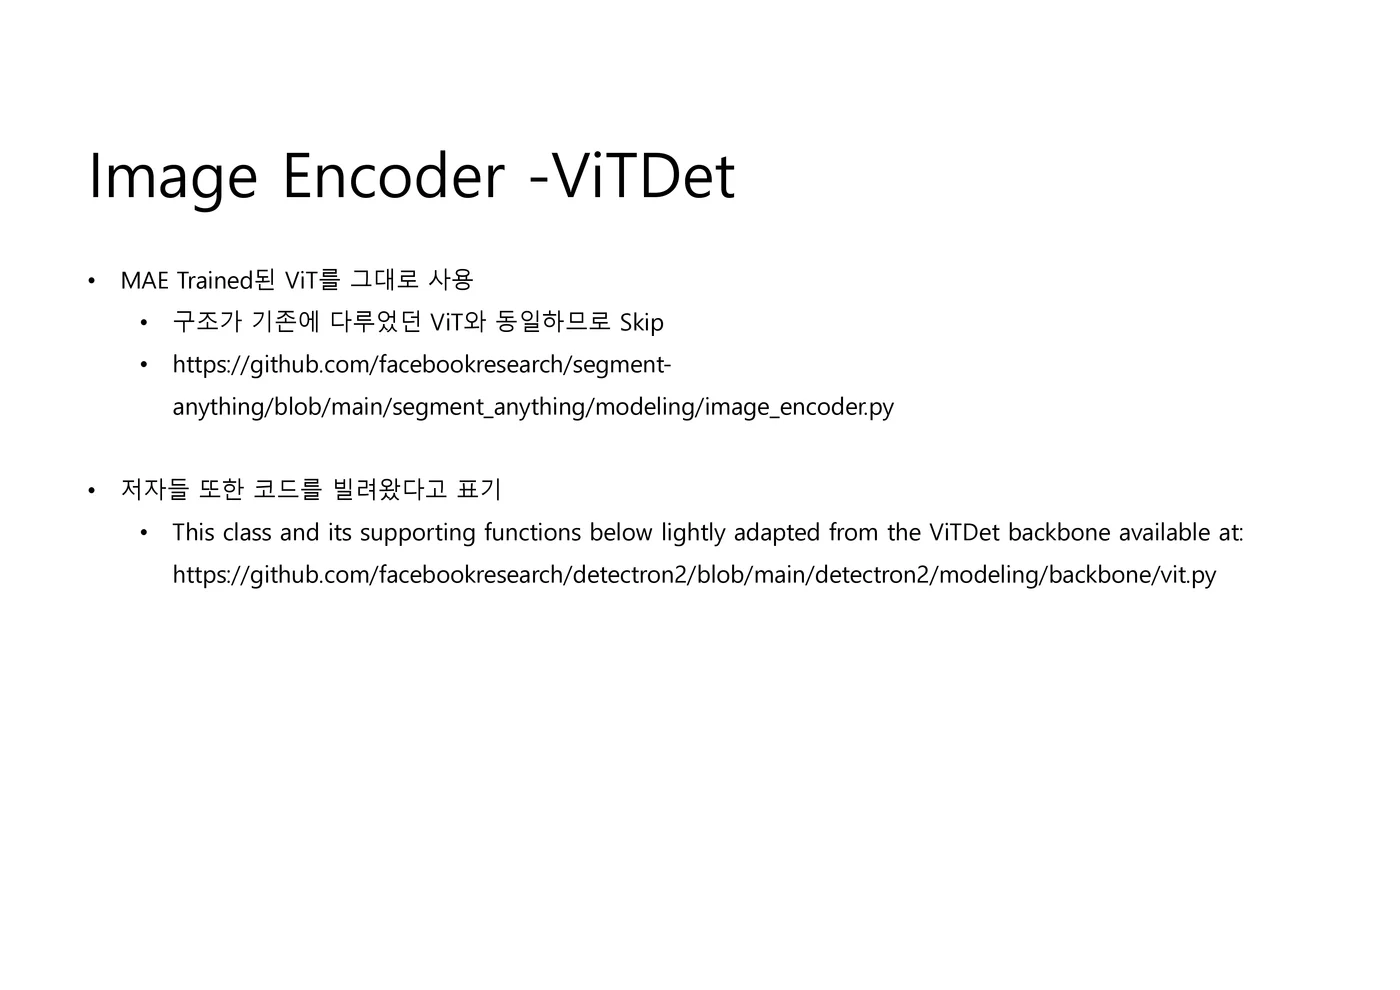 Image Encoder -ViTDet
• MAE Trained된 ViT를 그대로 사용
• 구조가 기존에 다루었던 ViT와 동일하므로 Skip
• https://github.com/facebookresearch/segment-
anything/blob/main/segment_anything/modeling/image_encoder.py
• 저자들 또한 코드를 빌려왔다고 표기
• This class and its supporting functions below lightly adapted from the ViTDet backbone available at:
https://github.com/facebookresearch/detectron2/blob/main/detectron2/modeling/backbone/vit.py